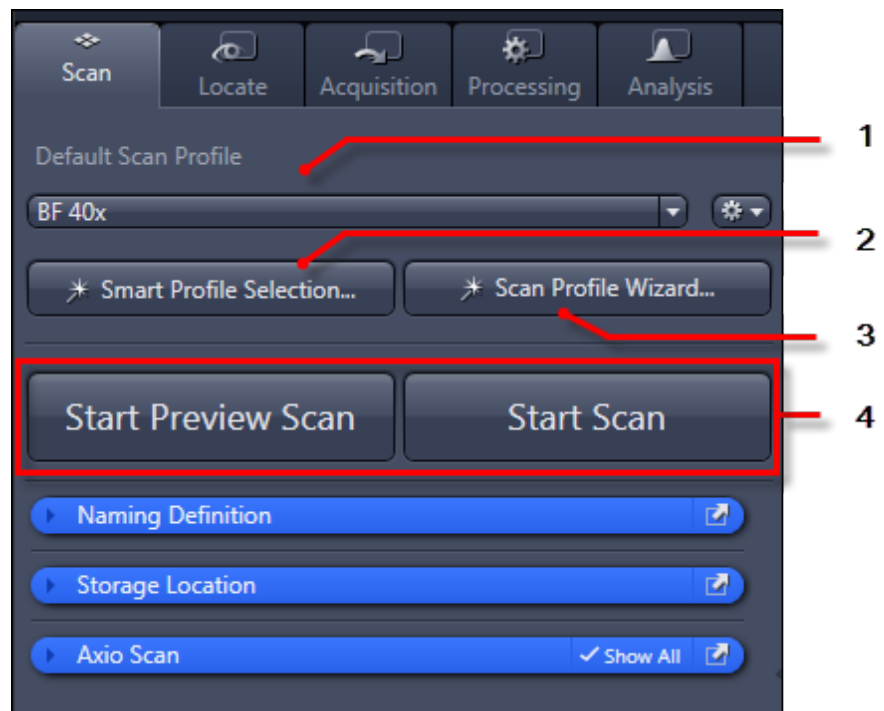 Scan
Locate
Acquisition
Processing
Analysis
Default Scan Profile
1
BF 40x
2
Smart Profile Selection...
Scan Profile Wizard...
3
Start Preview Scan
Start Scan
4
Naming Definition
Storage Location
Axio Scan
Show All